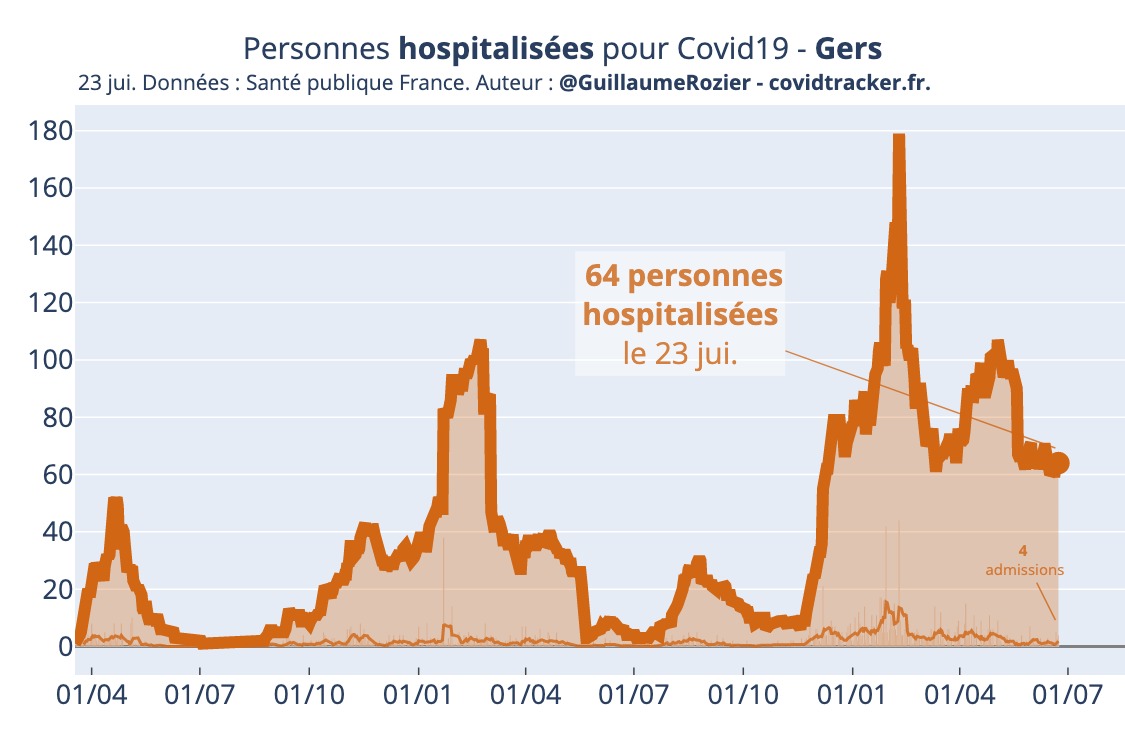 Personnes hospitalisées pour Covid19 - Gers
23 jui. Données : Santé publique France. Auteur : @GuillaumeRozier - covidtracker.fr.
180
160
140
120
100
80
60
40
20
0
64 personnes
hospitalisées
le 23 jui.
4
admissions
01/04 01/07 01/10 01/01 01/04 01/07 01/10 01/01 01/04 01/07